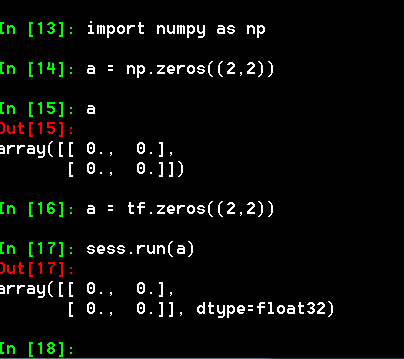 In [13]: import numpy as np
In [14]: a = np.zeros((2,2))
In [15]: a
Out[15]:
array([[ 0.,  0.],
       [ 0.,  0.]])
In [16]: a = tf.zeros((2,2))
In [17]: sess.run(a)
Out[17]:
array([[ 0.,  0.],
       [ 0.,  0.]], dtype=float32)
In [18]: